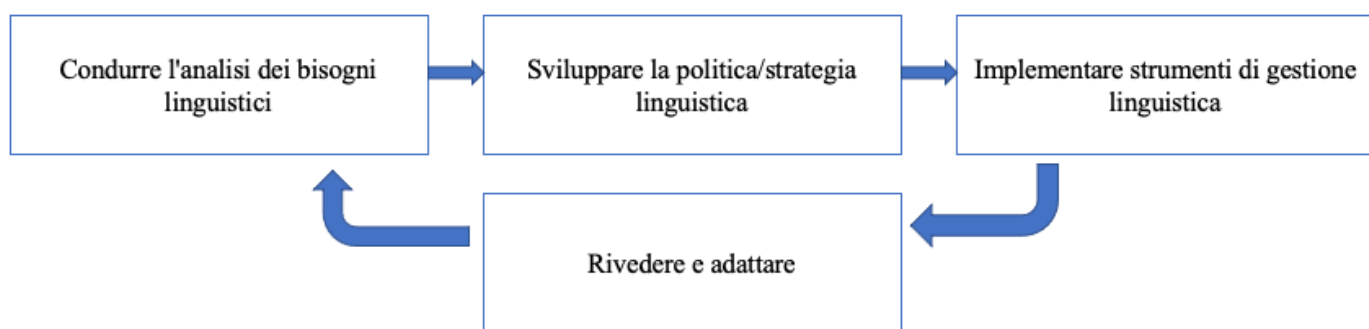 Condurre l'analisi dei bisogni
linguistici
Sviluppare la politica/strategia
linguistica
Implementare strumenti di gestione
linguistica
Rivedere e adattare